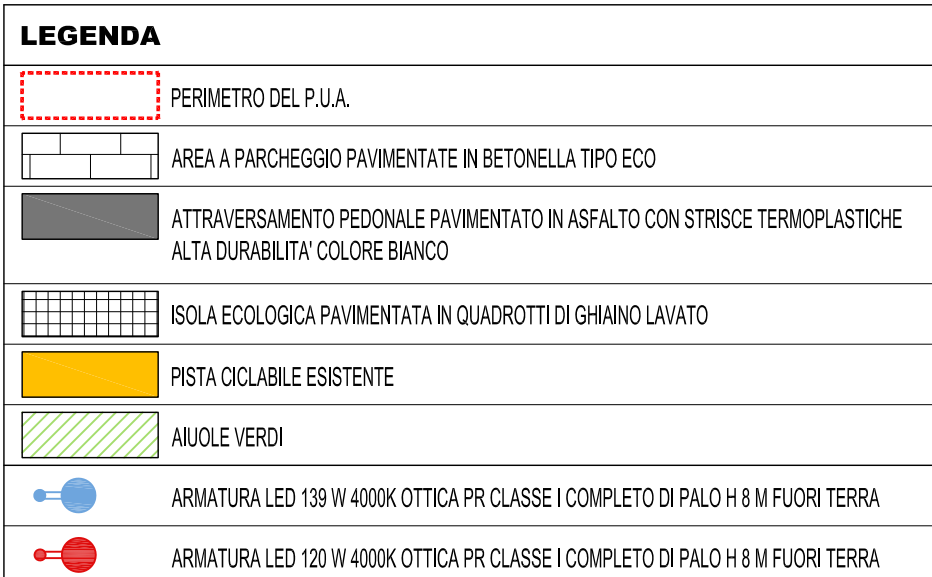 LEGENDA
PERIMETRO DEL P.U.A.
AREA A PARCHEGGIO PAVIMENTATE IN BETONELLA TIPO ECO
ATTRAVERSAMENTO PEDONALE PAVIMENTATO IN ASFALTO CON STRISCE TERMOPLASTICHE
ALTA DURABILITA' COLORE BIANCO
ISOLA ECOLOGICA PAVIMENTATA IN QUADROTTI DI GHIAINO LAVATO
PISTA CICLABILE ESISTENTE
AIUOLE VERDI
ARMATURA LED 139 W 4000K OTTICA PR CLASSE I COMPLETO DI PALO H 8 M FUORI TERRA
ARMATURA LED 120 W 4000K OTTICA PR CLASSE I COMPLETO DI PALO H 8 M FUORI TERRA